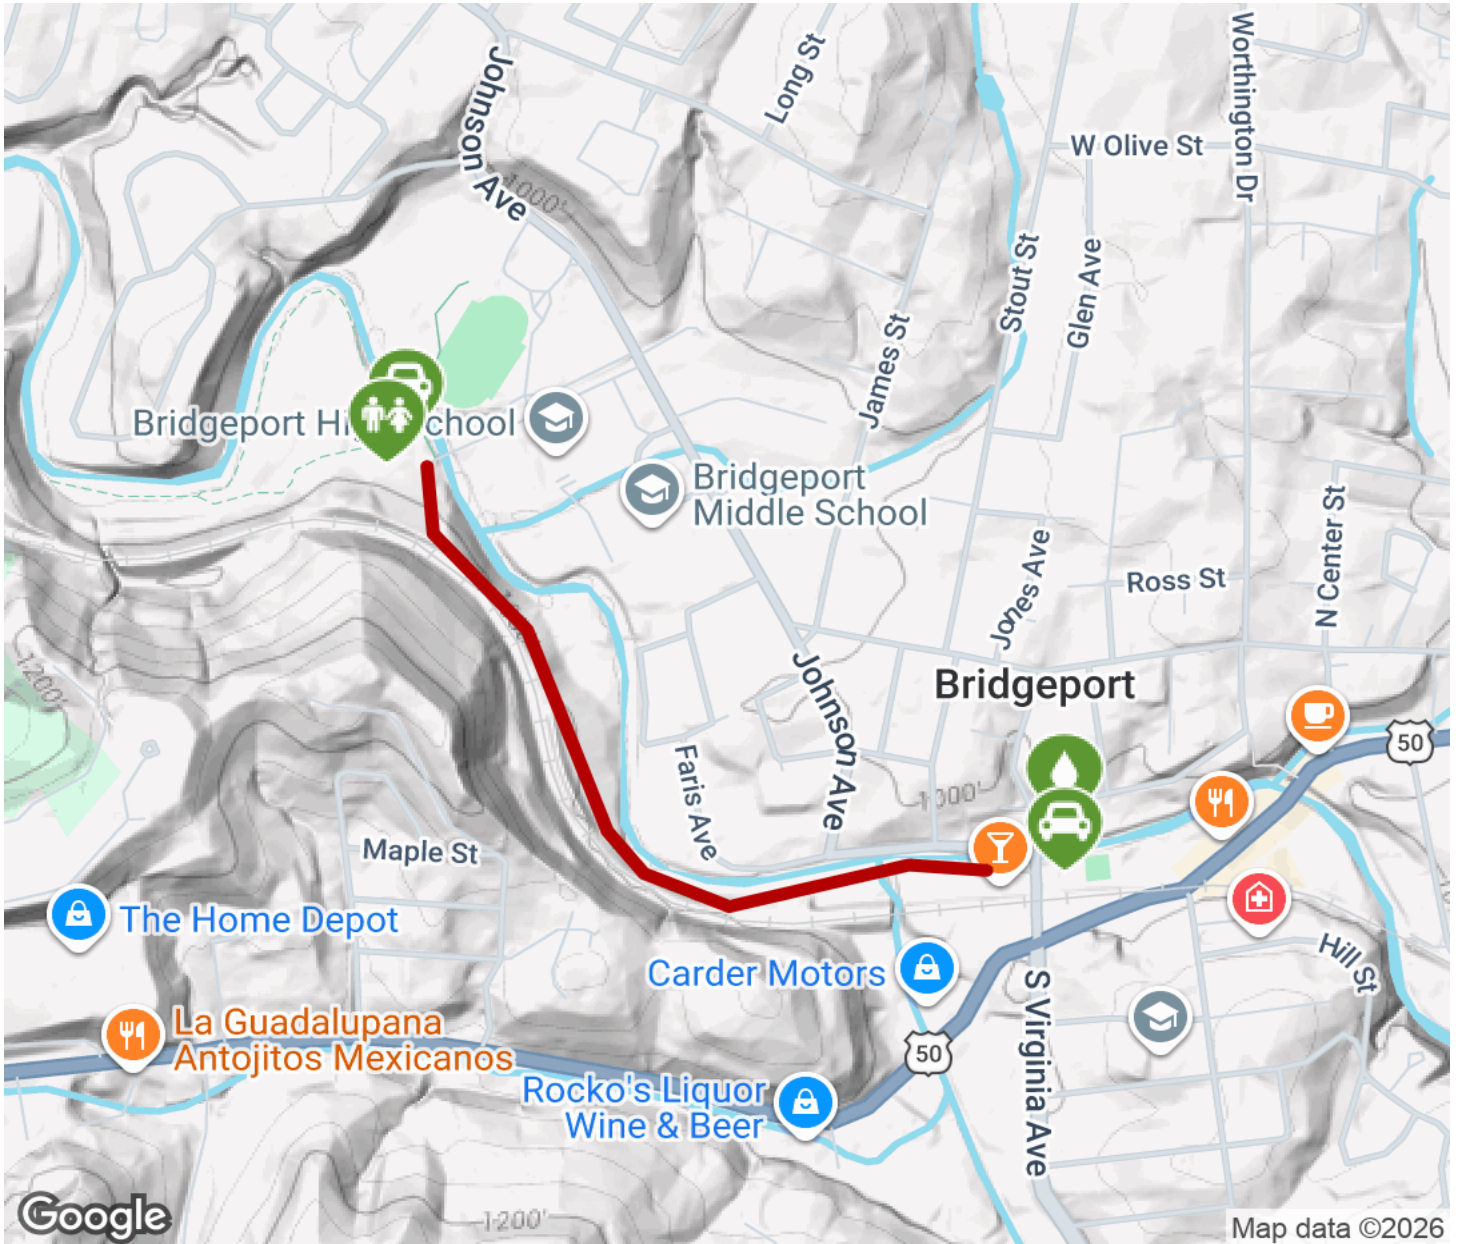 Johnson Ave
Long St
Worthington Dr
W Olive St
1000'
Stout St
Glen Ave
James St
Bridgeport Hi
chool
Bridgeport
Middle School
N Center St
Jones Ave
Ross St
1200'
Johnson Ave
Bridgeport
50
Faris Ave
1000'
Maple St
The Home Depot
Carder Motors
Hill St
S Virginia Ave
La Guadalupana
Antojitos Mexicanos
50
Rocko's Liquor
Wine & Beer
Google
1200'
Map data ©2026